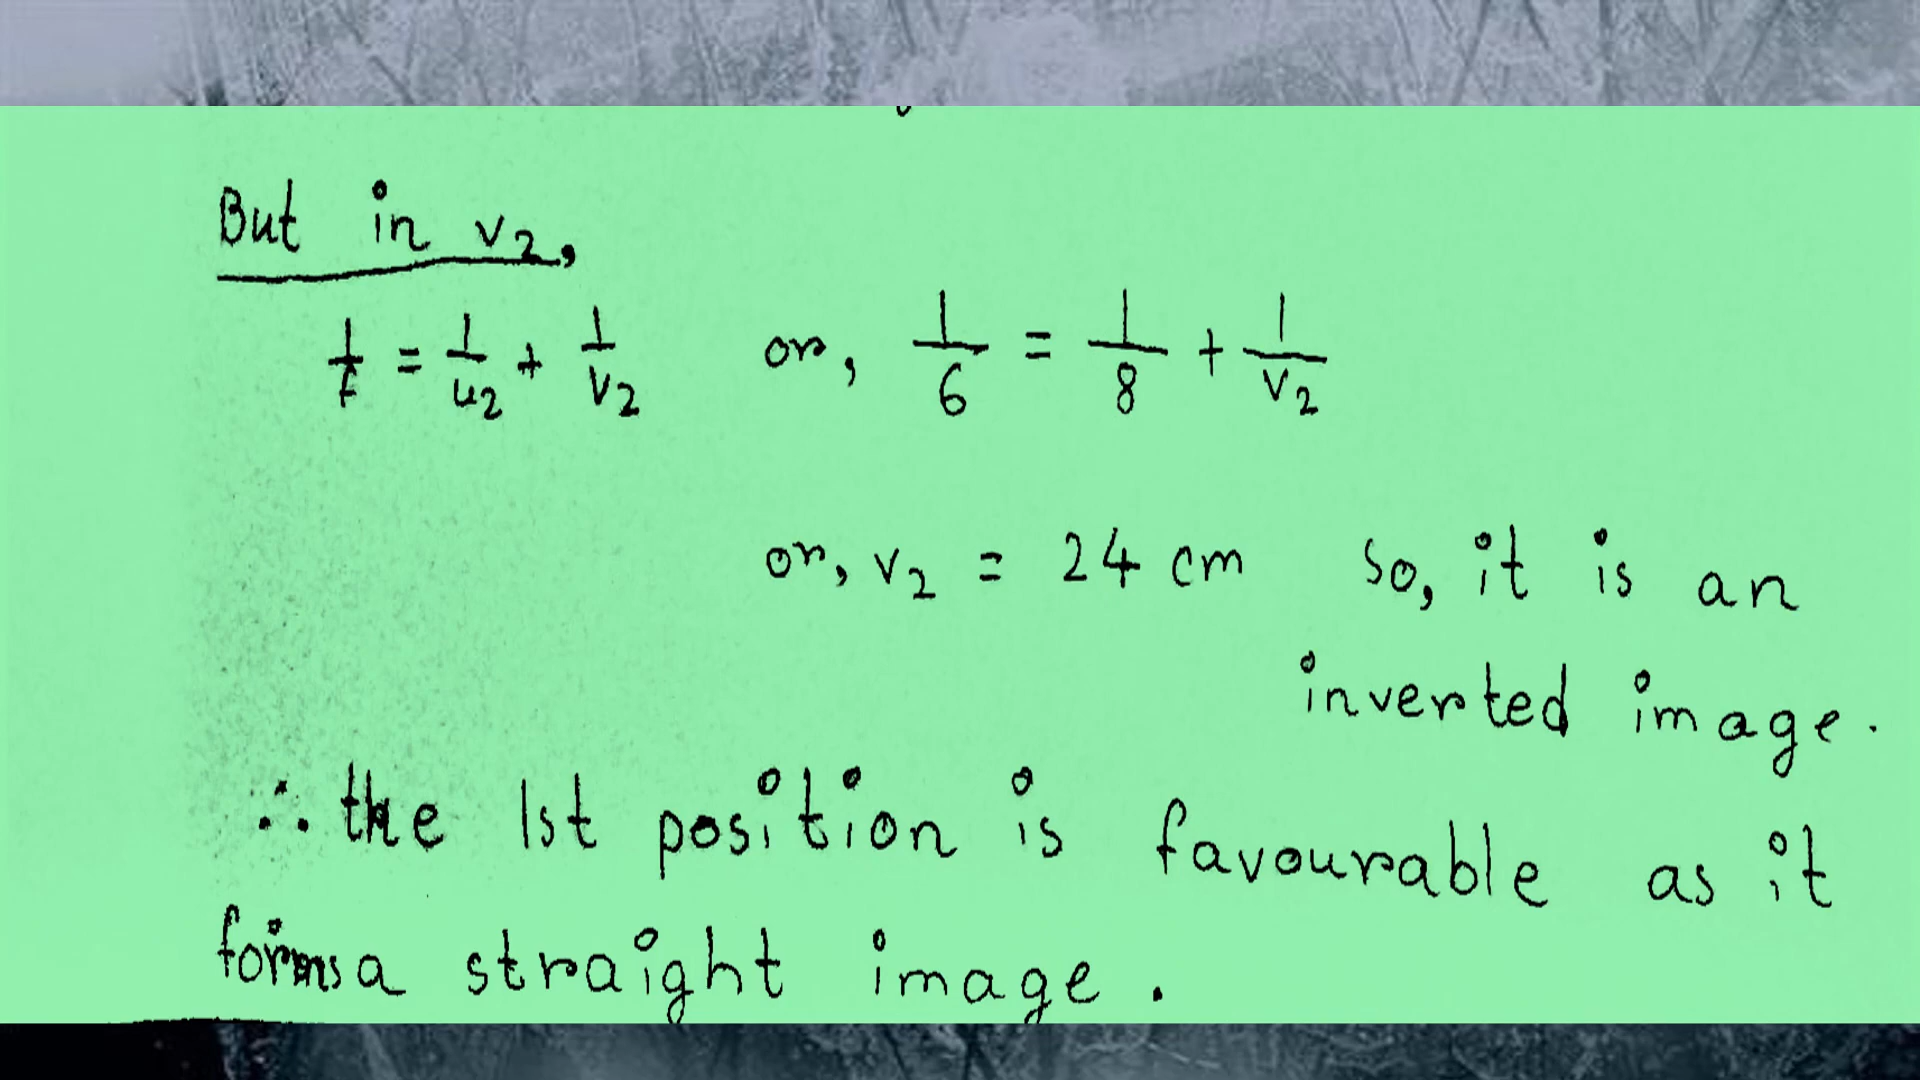 But in v₂,
1/f = 1/u₂ + 1/v₂ or, 1/6 = 1/8 + 1/v₂
or, v₂ = 24 cm so, it is an
inverted image.
∴ the 1st position is favourable as it
forms a straight image.